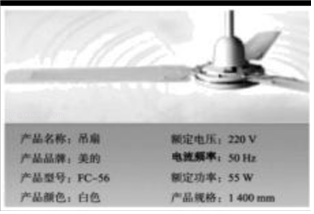 产品名称：吊扇 额定电压：220 V
产品品牌：美的 电流频率：50 Hz
产品型号：FC-56 额定功率：55 W
产品颜色：白色 产品规格：1 400 mm